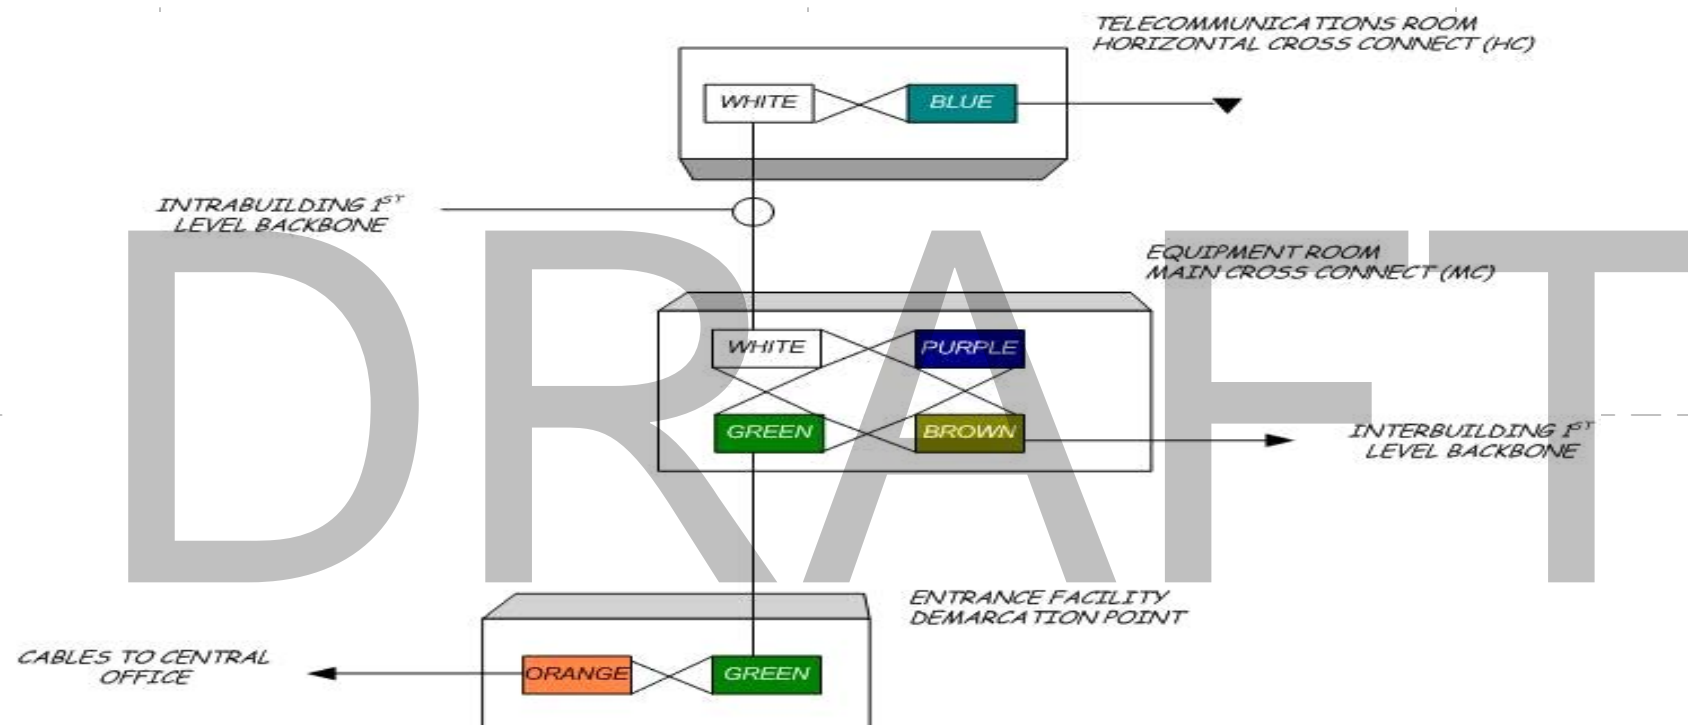 TELECOMMUNICATIONS ROOM
HORIZONTAL CROSS CONNECT (HC)
WHITE
BLUE
INTRABUILDING 1ST
LEVEL BACKBONE
EQUIPMENT ROOM
MAIN CROSS CONNECT (MC)
WHITE
PURPLE
GREEN
BROWN
INTERBUILDING 1ST
LEVEL BACKBONE
DRAFT
ENTRANCE FACILITY
DEMARCATION POINT
CABLES TO CENTRAL
OFFICE
ORANGE
GREEN